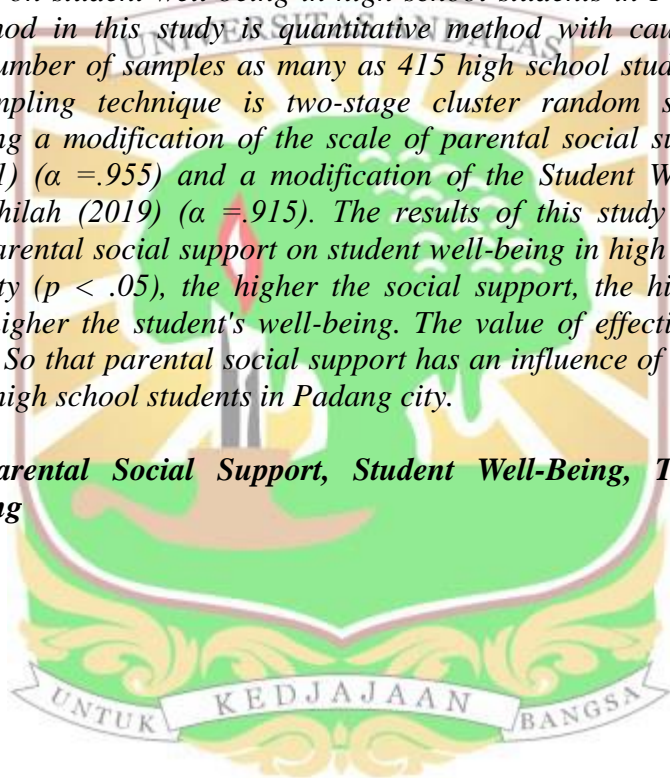 on student well-being in high school students in P
hod in this study is quantitative method with cau
UNIVERSITAS ANDALAS
umber of samples as many as 415 high school stud
mpling technique is two-stage cluster random s
ng a modification of the scale of parental social su
1) (α =.955) and a modification of the Student W
hilah (2019) (α =.915). The results of this study
arental social support on student well-being in high
ty (p < .05), the higher the social support, the hi
igher the student's well-being. The value of effecti
So that parental social support has an influence of
high school students in Padang city.
arental Social Support, Student Well-Being, T
ng
UNTUK KEDJAJAAN BANGSA